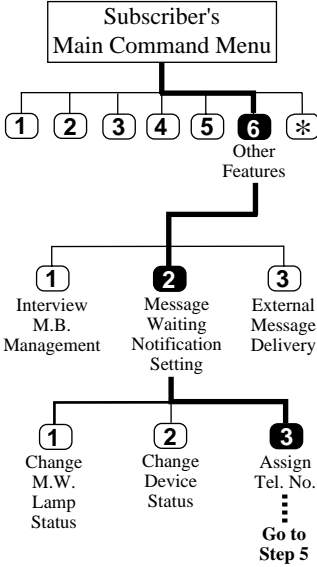 Subscriber's
Main Command Menu
1 2 3 4 5 6 *
Other
Features
1 2 3
Interview
M.B.
Management
Message
Waiting
Notification
Setting
External
Message
Delivery
1 2 3
Change
M.W.
Lamp
Status
Change
Device
Status
Assign
Tel. No.
Go to
Step 5